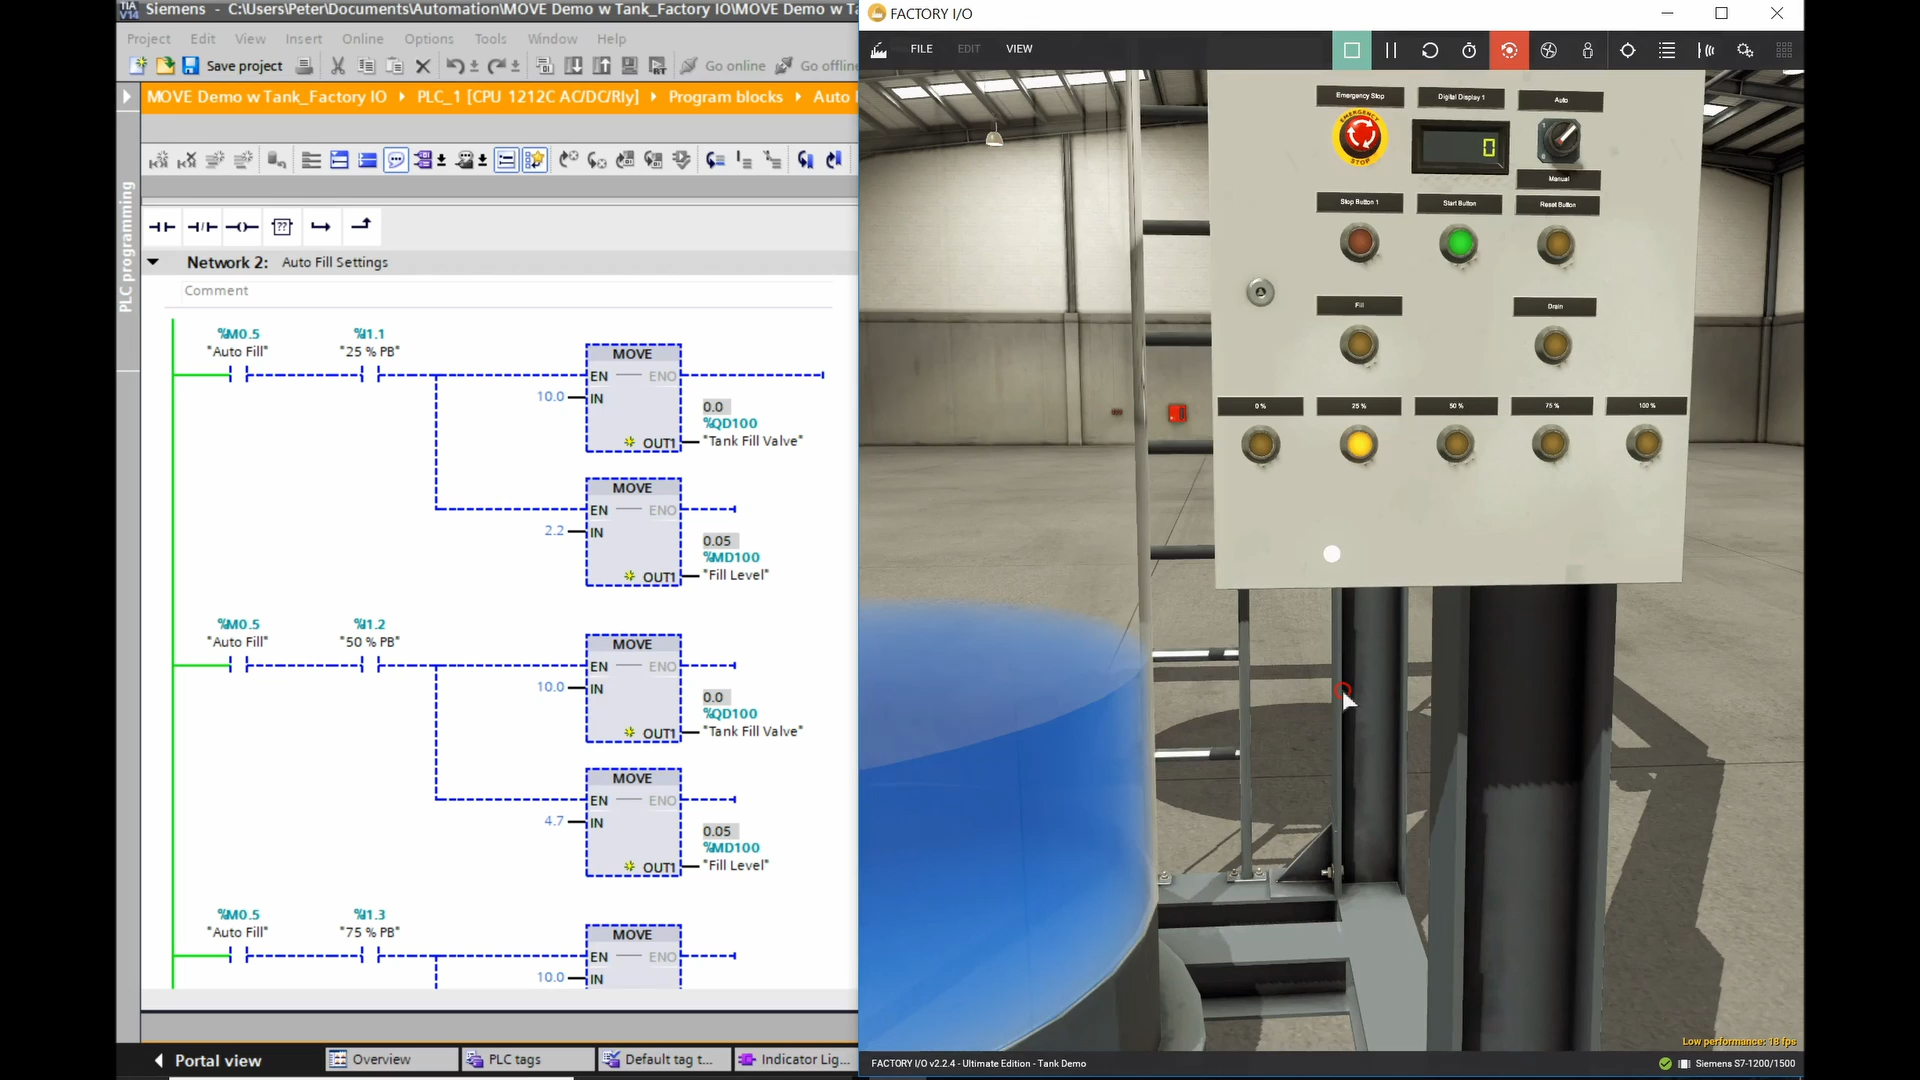 TIA
V14
Siemens - C:\Users\Peter\Documents\Automation\MOVE Demo w Tank_Factory IO\MOVE Demo w Ta
Project Edit View Insert Online Options Tools Window Help
Save project
Go online
Go offline
MOVE Demo w Tank_Factory IO
PLC_1 [CPU 1212C AC/DC/Rly]
Program blocks
Auto
PLC programming
??
Network 2: Auto Fill Settings
Comment
%M0.5
"Auto Fill"
%I1.1
"25 % PB"
MOVE
EN ENO
10.0 IN
OUT1
0.0
%QD100
"Tank Fill Valve"
MOVE
EN ENO
2.2 IN
OUT1
0.05
%MD100
"Fill Level"
%M0.5
"Auto Fill"
%I1.2
"50 % PB"
MOVE
EN ENO
10.0 IN
OUT1
0.0
%QD100
"Tank Fill Valve"
MOVE
EN ENO
4.7 IN
OUT1
0.05
%MD100
"Fill Level"
%M0.5
"Auto Fill"
%I1.3
"75 % PB"
MOVE
EN ENO
10.0 IN
Portal view
Overview
PLC tags
Default tag t...
Indicator Lig...
FACTORY I/O
FILE EDIT VIEW
Emergency Stop
Digital Display 1
Auto
EMERGENCY
STOP
0
Manual
Stop Button 1
Start Button
Reset Button
Fill
Drain
0 %
25 %
50 %
75 %
100 %
Low performance: 18 fps
FACTORY I/O v2.2.4 - Ultimate Edition - Tank Demo
Siemens S7-1200/1500